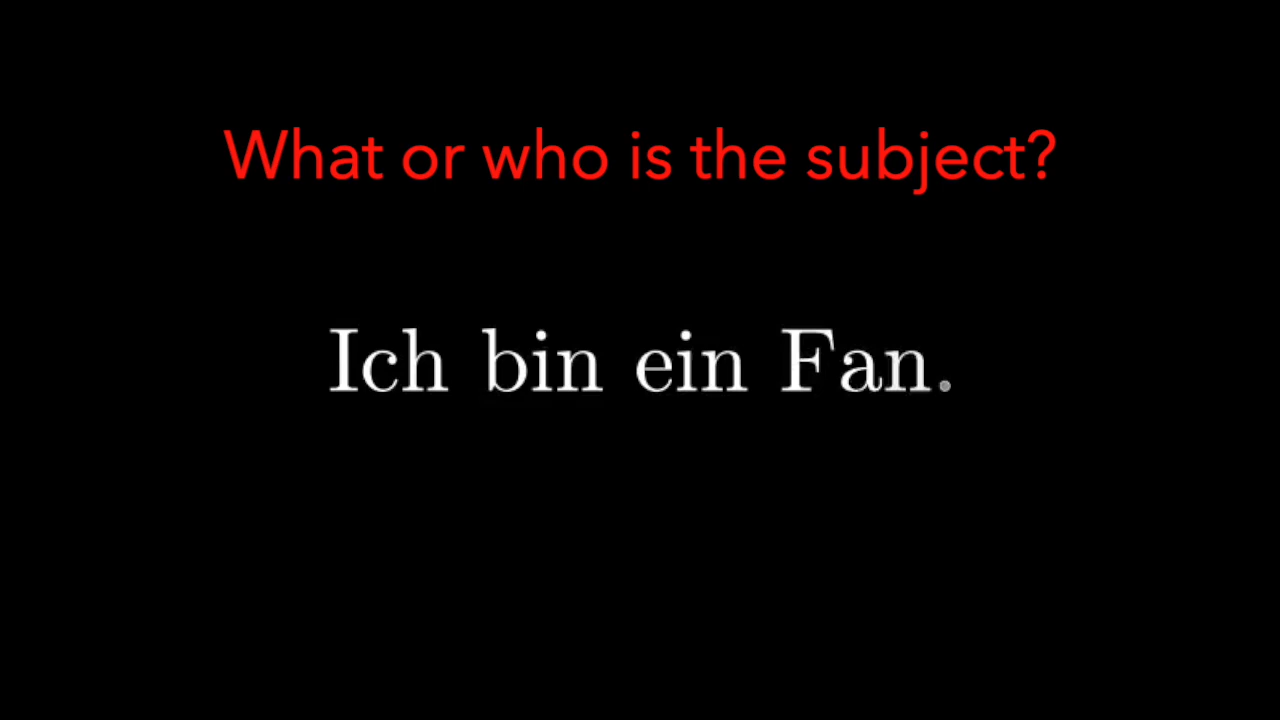 What or who is the subject?
Ich bin ein Fan.